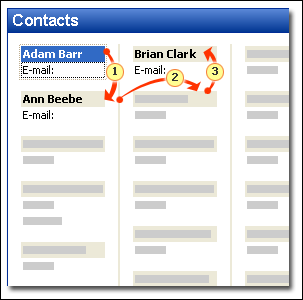 Contacts
Adam Barr
E-mail:
Ann Beebe
E-mail:
Brian Clark
E-mail:
1
2
3